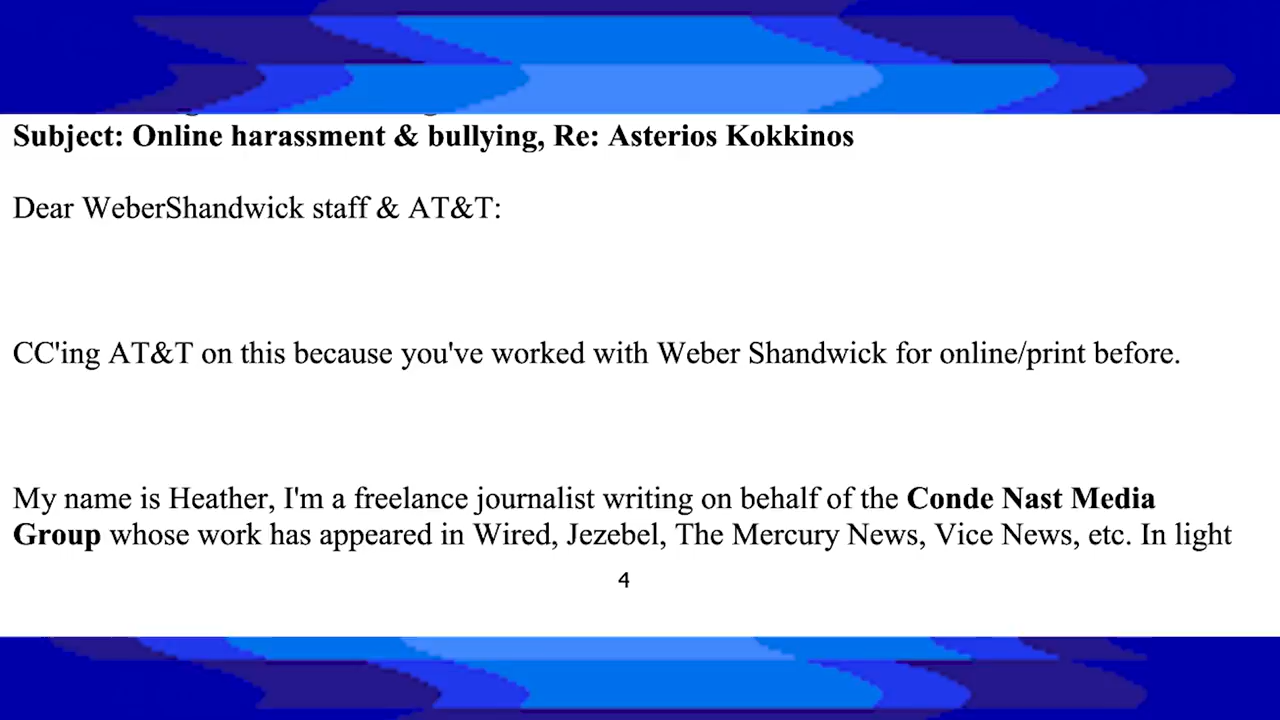 Subject: Online harassment & bullying, Re: Asterios Kokkinos
Dear WeberShandwick staff & AT&T:
CC'ing AT&T on this because you've worked with Weber Shandwick for online/print before.
My name is Heather, I'm a freelance journalist writing on behalf of the Conde Nast Media
Group whose work has appeared in Wired, Jezebel, The Mercury News, Vice News, etc. In light
4